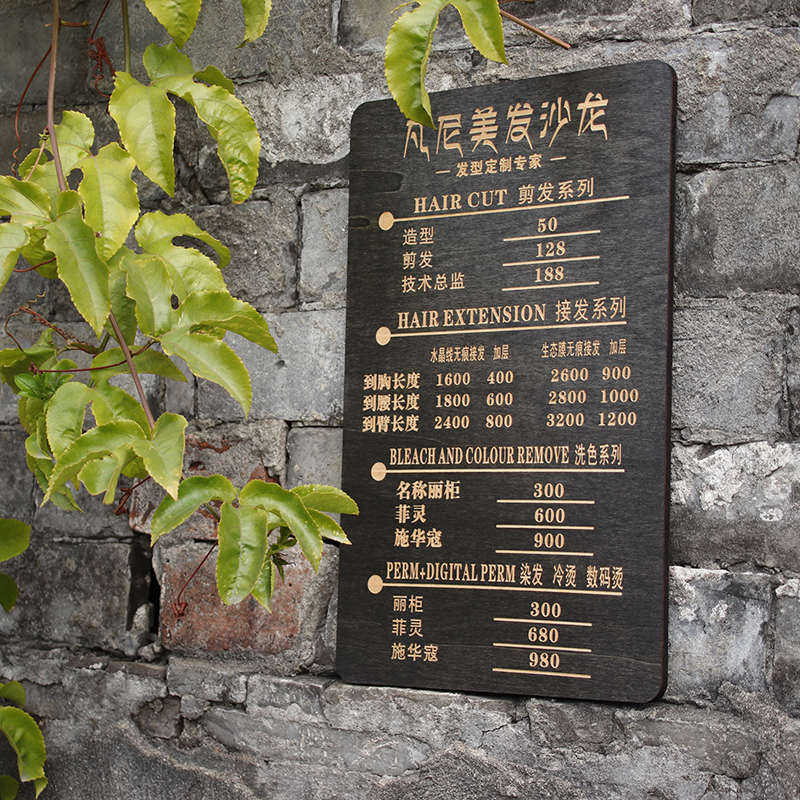 凡尼美发沙龙
— 发型定制专家 —
HAIR CUT 剪发系列
造型 50
剪发 128
技术总监 188
HAIR EXTENSION 接发系列
水晶线无痕接发 加层 生态膜无痕接发 加层
到胸长度 1600 400 2600 900
到腰长度 1800 600 2800 1000
到臂长度 2400 800 3200 1200
BLEACH AND COLOUR REMOVE 洗色系列
名称丽柜 300
菲灵 600
施华寇 900
PERM+DIGITAL PERM 染发 冷烫 数码烫
丽柜 300
菲灵 680
施华寇 980